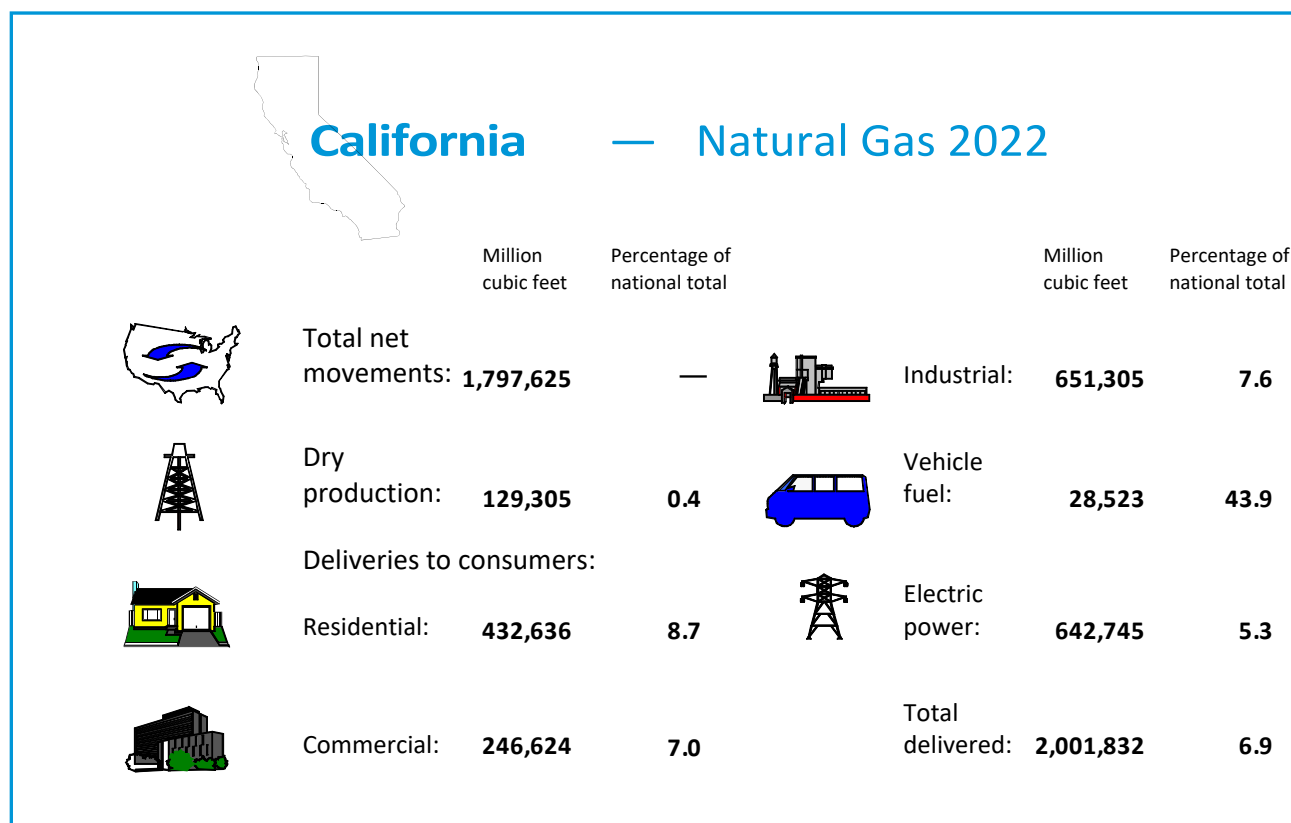 California — Natural Gas 2022
Million cubic feet
Percentage of national total
Million cubic feet
Percentage of national total
Total net
movements: 1,797,625 —
Industrial: 651,305 7.6
Dry
production: 129,305 0.4
Vehicle
fuel: 28,523 43.9
Deliveries to consumers:
Residential: 432,636 8.7
Electric
power: 642,745 5.3
Commercial: 246,624 7.0
Total
delivered: 2,001,832 6.9